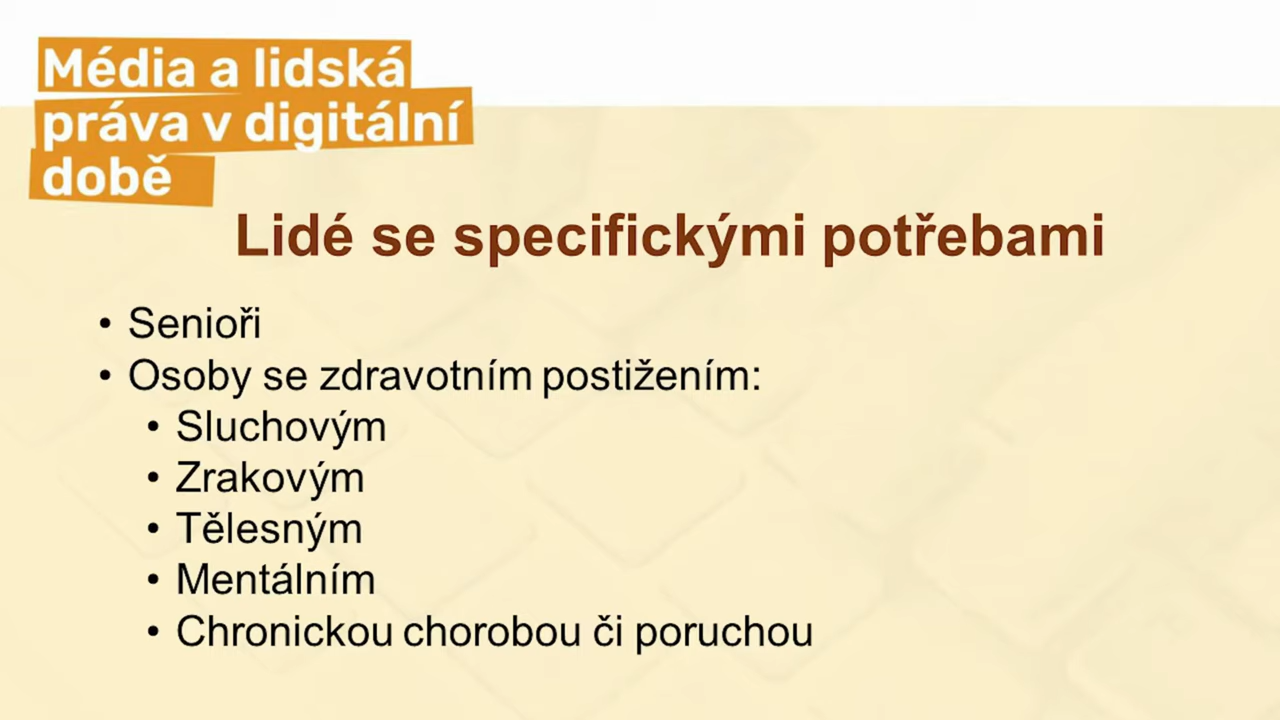 Média a lidská
práva v digitální
době
Lidé se specifickými potřebami
• Senioři
• Osoby se zdravotním postižením:
• Sluchovým
• Zrakovým
• Tělesným
• Mentálním
• Chronickou chorobou či poruchou